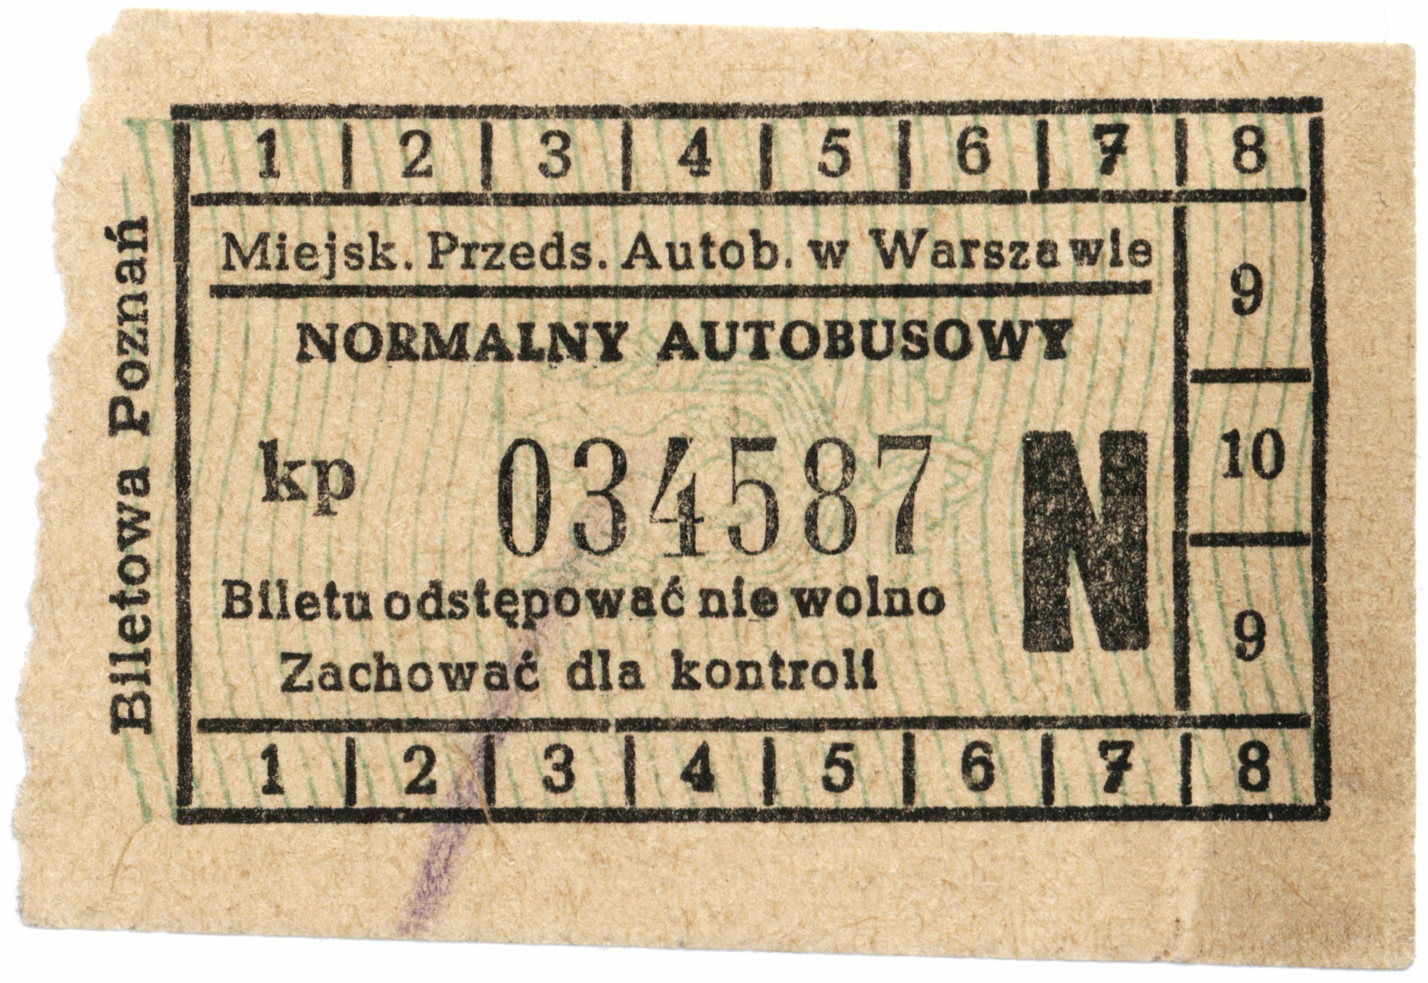 1 2 3 4 5 6 7 8
Miejsk. Przeds. Autob. w Warszawie
9
NORMALNY AUTOBUSOWY
kp 034587 N
10
Biletu odstępować nie wolno
9
Zachować dla kontroli
1 2 3 4 5 6 7 8
Biletowa Poznań